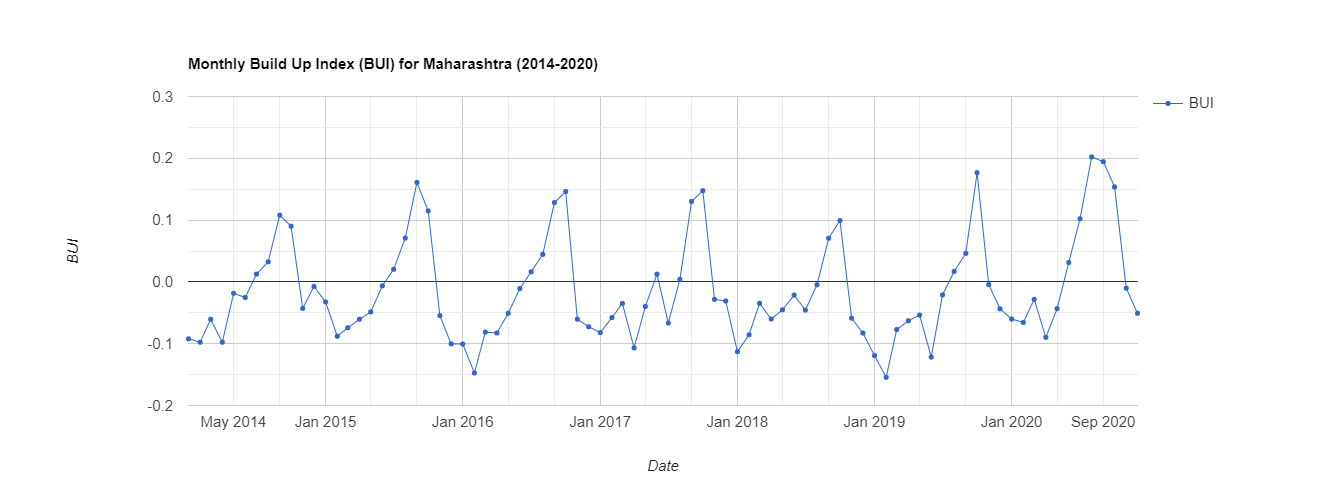 Monthly Build Up Index (BUI) for Maharashtra (2014-2020)
0.3
0.2
0.1
0.0
-0.1
-0.2
BUI
BUI
May 2014 Jan 2015 Jan 2016 Jan 2017 Jan 2018 Jan 2019 Jan 2020 Sep 2020
Date